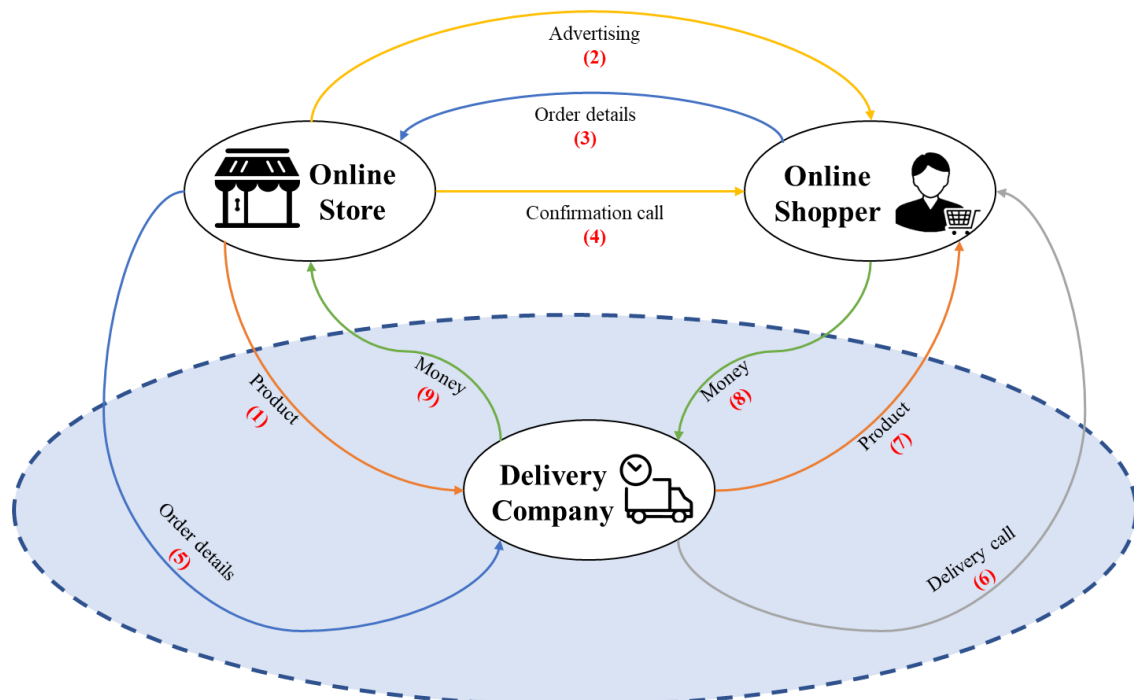 Advertising
(2)
Order details
(3)
Online
Store
Online
Shopper
Confirmation call
(4)
Product
(1)
Money
(9)
Money
(8)
Product
(7)
Delivery
Company
Order details
(5)
Delivery call
(6)